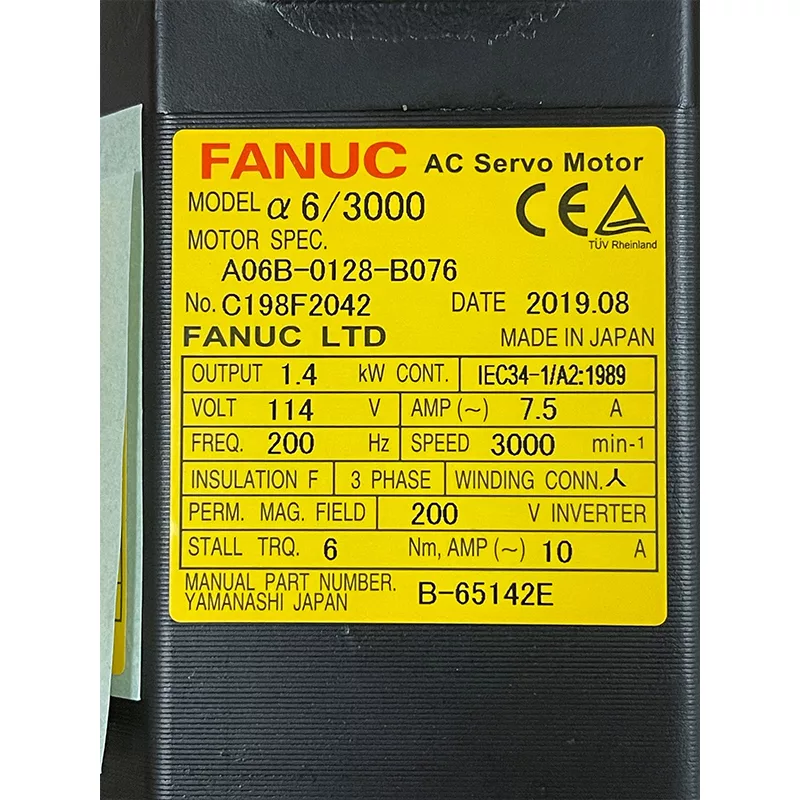 FANUC AC Servo Motor
MODEL α 6/3000
CE
TÜV Rheinland
MOTOR SPEC.
A06B-0128-B076
No. C198F2042 DATE 2019.08
FANUC LTD MADE IN JAPAN
OUTPUT 1.4 kW CONT. IEC34-1/A2:1989
VOLT 114 V AMP (~) 7.5 A
FREQ. 200 Hz SPEED 3000 min-1
INSULATION F 3 PHASE WINDING CONN. ⅄
PERM. MAG. FIELD 200 V INVERTER
STALL TRQ. 6 Nm, AMP (~) 10 A
MANUAL PART NUMBER. B-65142E
YAMANASHI JAPAN